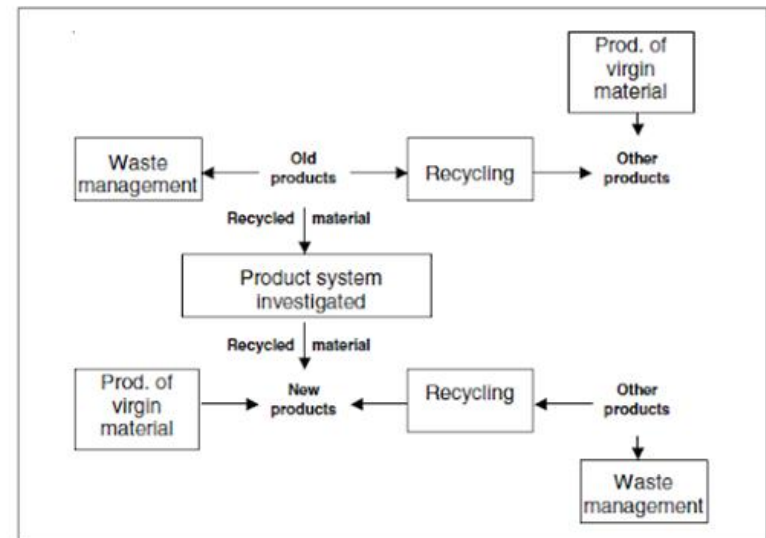 Prod. of
virgin
material
Waste
management
Old
products
Recycling
Other
products
Recycled material
Product system
investigated
Recycled material
Prod. of
virgin
material
New
products
Recycling
Other
products
Waste
management